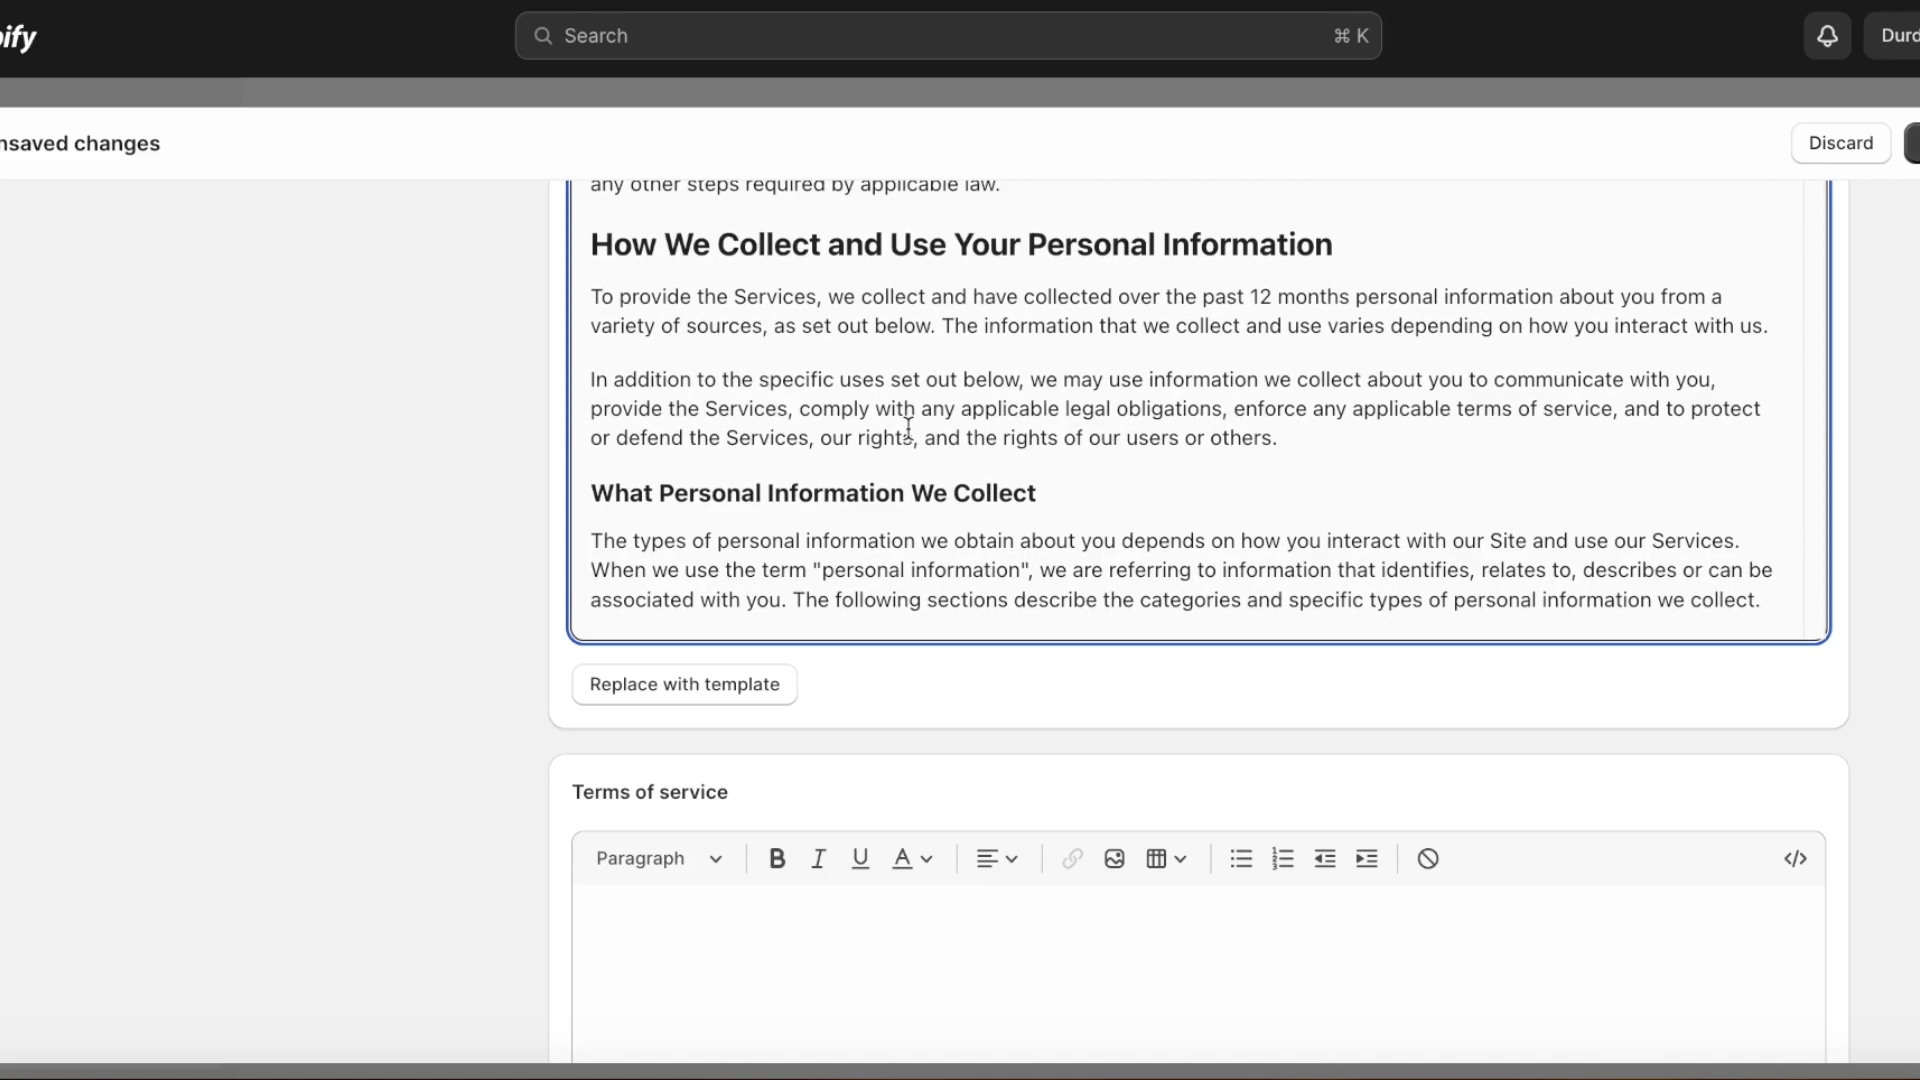 ify
Search
⌘ K
Durd
nsaved changes
Discard
any other steps required by applicable law.
How We Collect and Use Your Personal Information
To provide the Services, we collect and have collected over the past 12 months personal information about you from a
variety of sources, as set out below. The information that we collect and use varies depending on how you interact with us.
In addition to the specific uses set out below, we may use information we collect about you to communicate with you,
provide the Services, comply with any applicable legal obligations, enforce any applicable terms of service, and to protect
or defend the Services, our rights, and the rights of our users or others.
What Personal Information We Collect
The types of personal information we obtain about you depends on how you interact with our Site and use our Services.
When we use the term "personal information", we are referring to information that identifies, relates to, describes or can be
associated with you. The following sections describe the categories and specific types of personal information we collect.
Replace with template
Terms of service
Paragraph